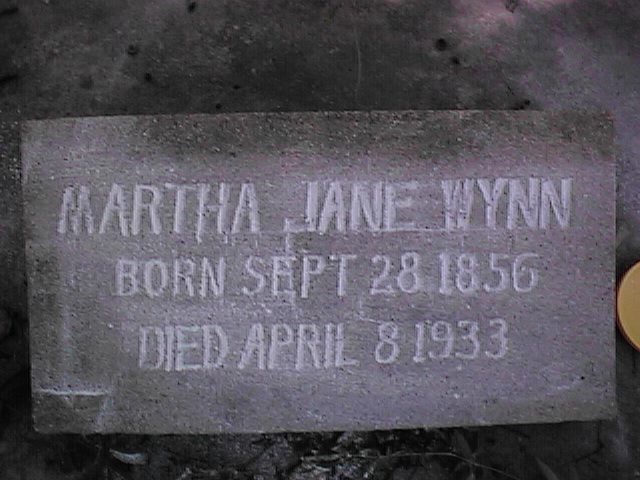 MARTHA JANE WYNN
BORN SEPT 28 1856
DIED APRIL 8 1933